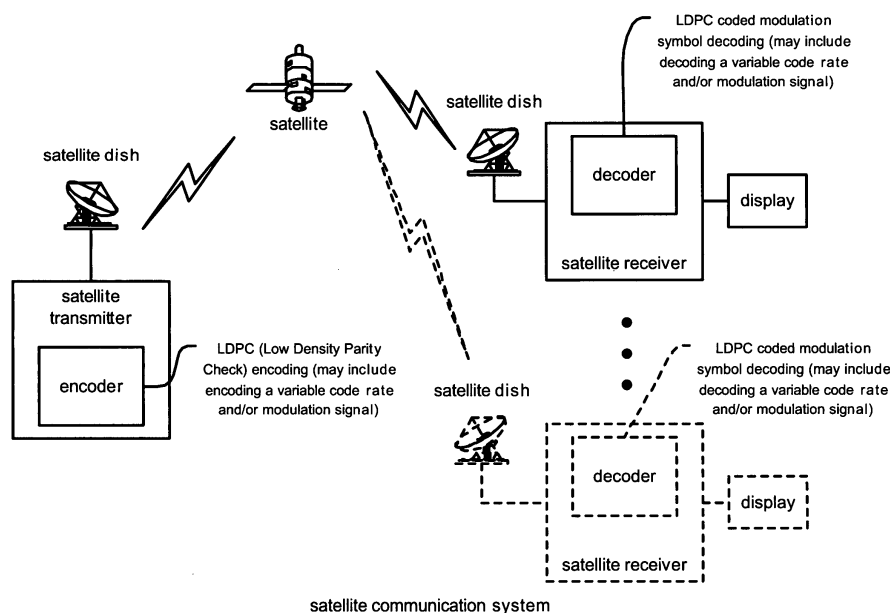 LDPC coded modulation
symbol decoding (may include
decoding a variable code rate
and/or modulation signal)
satellite dish
satellite
satellite dish
decoder
display
satellite receiver
satellite
transmitter
encoder
LDPC (Low Density Parity
Check) encoding (may include
encoding a variable code rate
and/or modulation signal)
LDPC coded modulation
symbol decoding (may include
decoding a variable code rate
and/or modulation signal)
satellite dish
decoder
display
satellite receiver
satellite communication system